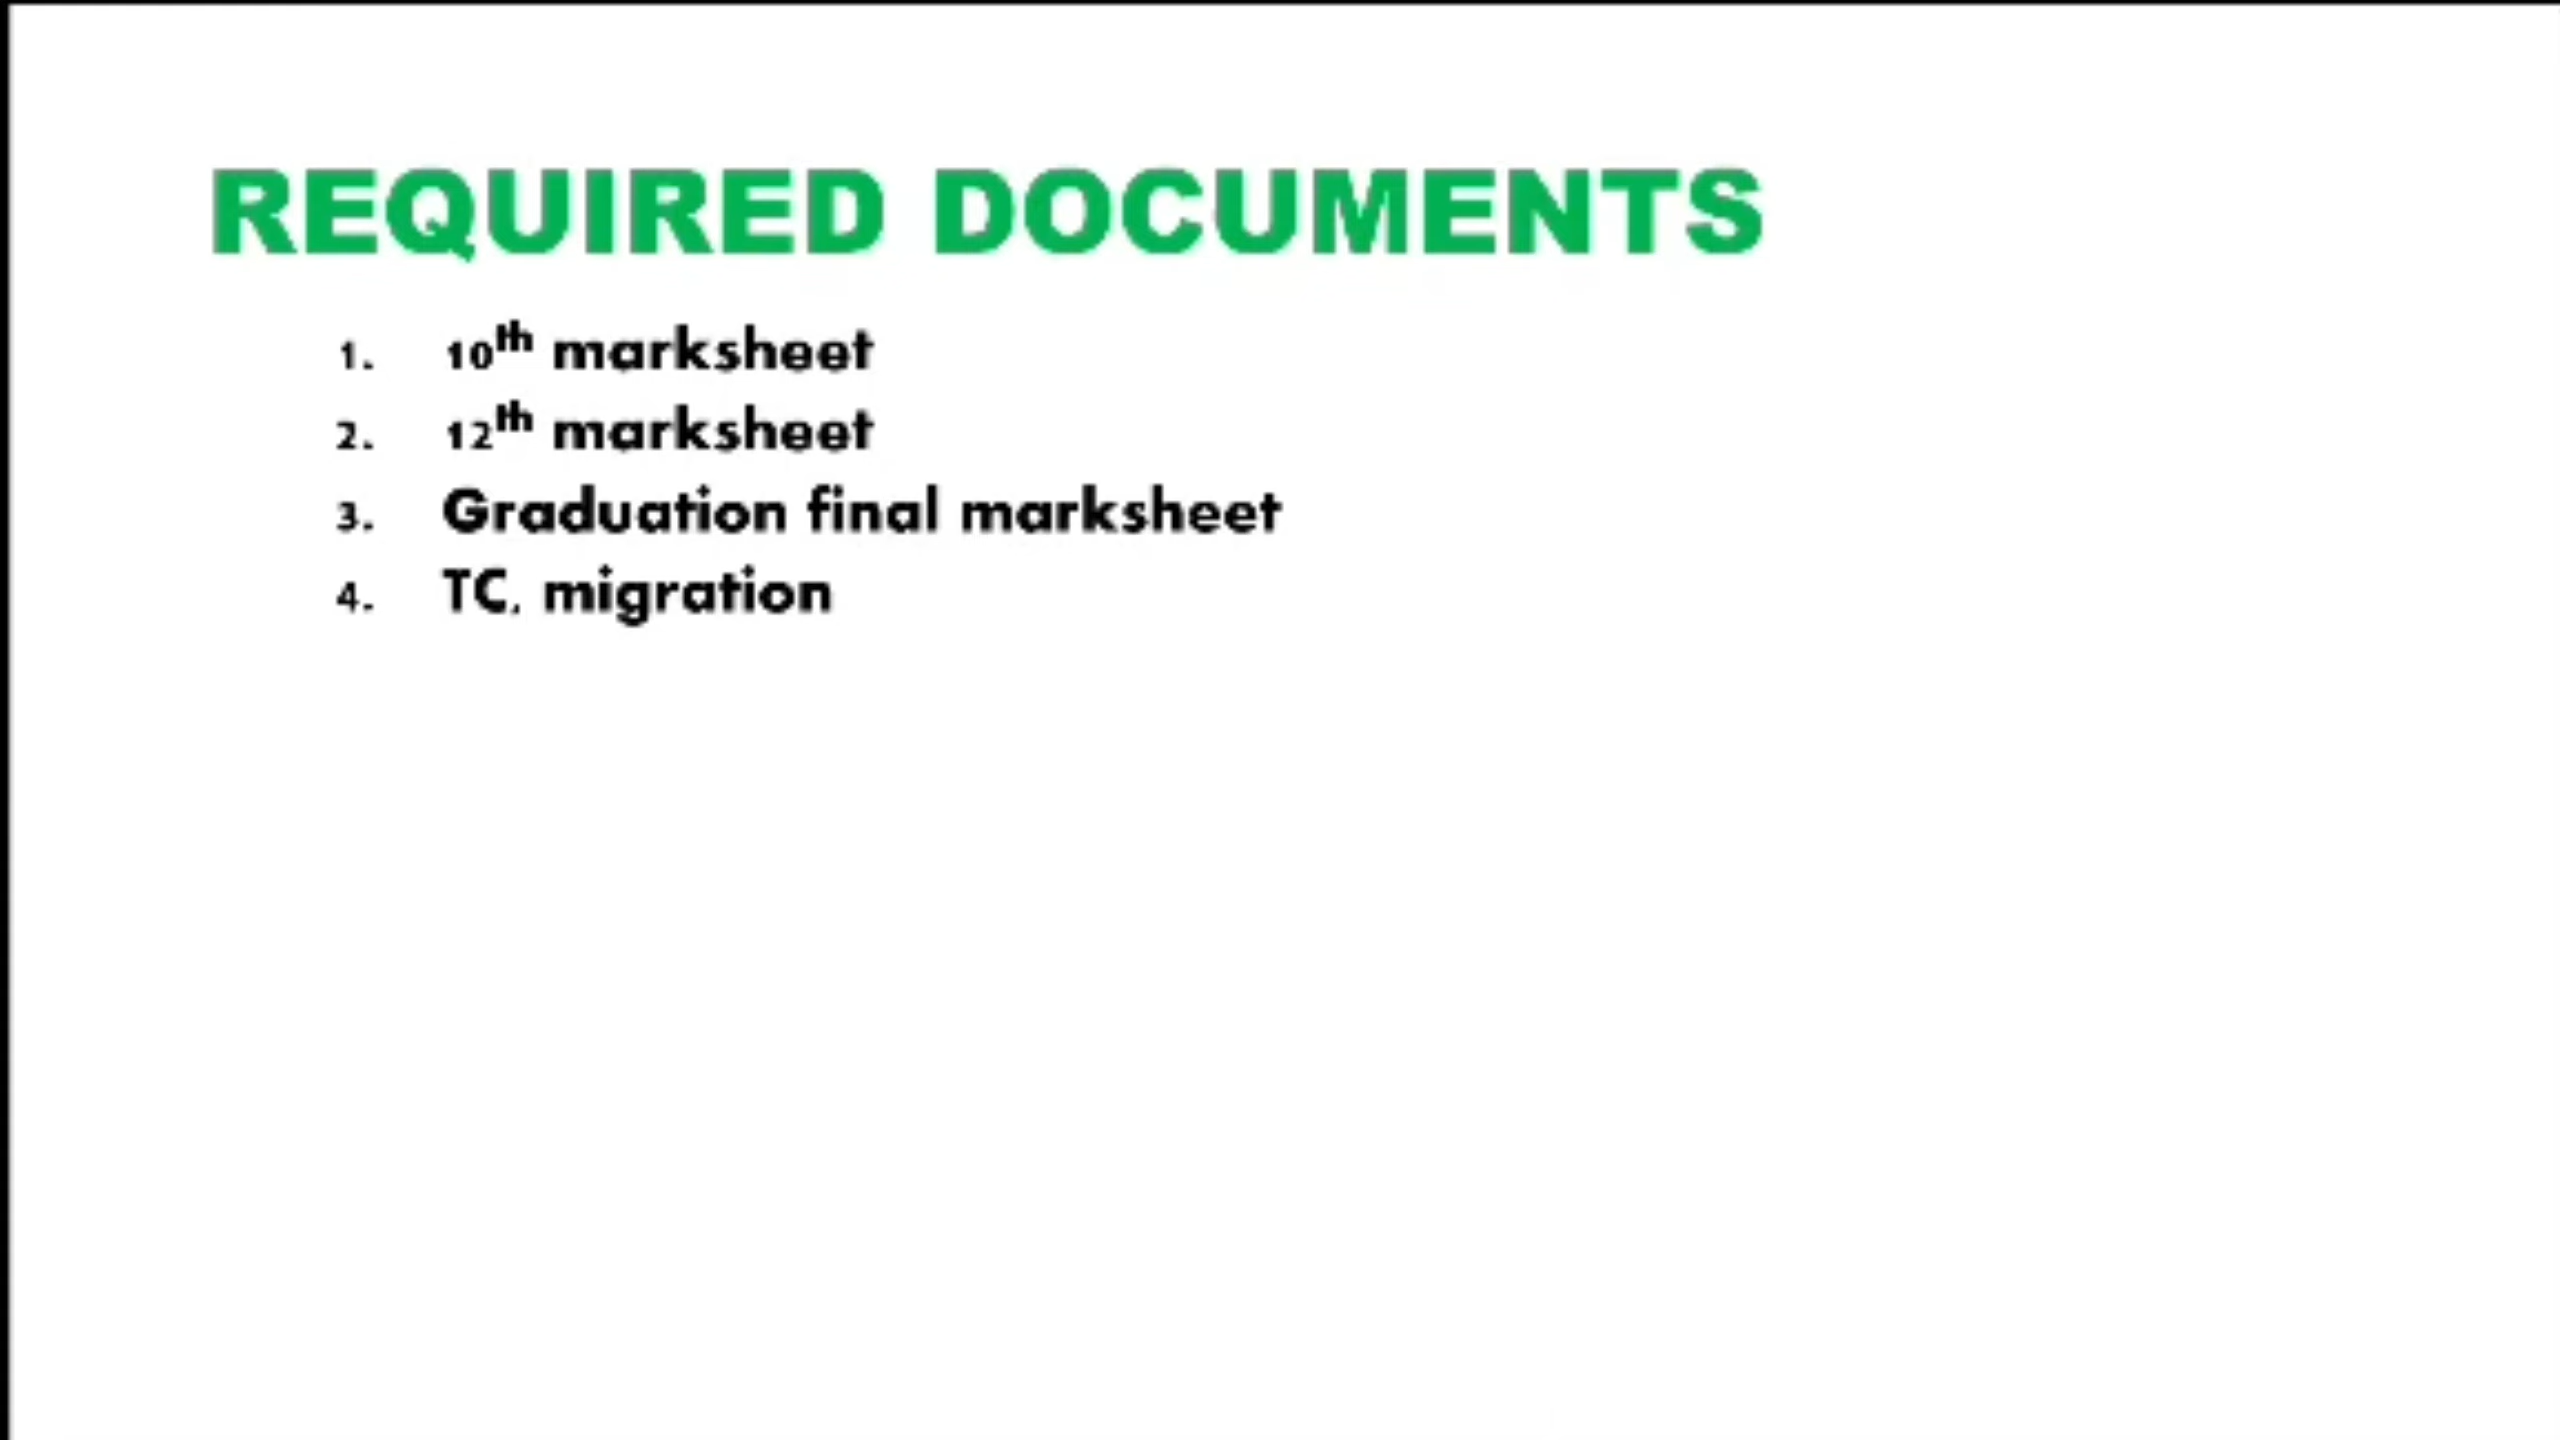 REQUIRED DOCUMENTS
1. 10th marksheet
2. 12th marksheet
3. Graduation final marksheet
4. TC, migration